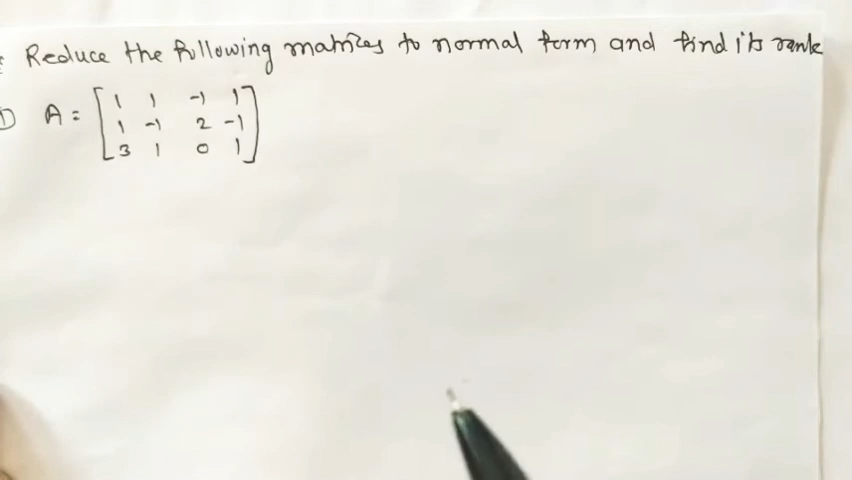 Reduce the following matrices to normal form and find its rank
1) A = [ 1 1 -1 1
1 -1 2 -1
3 1 0 1 ]